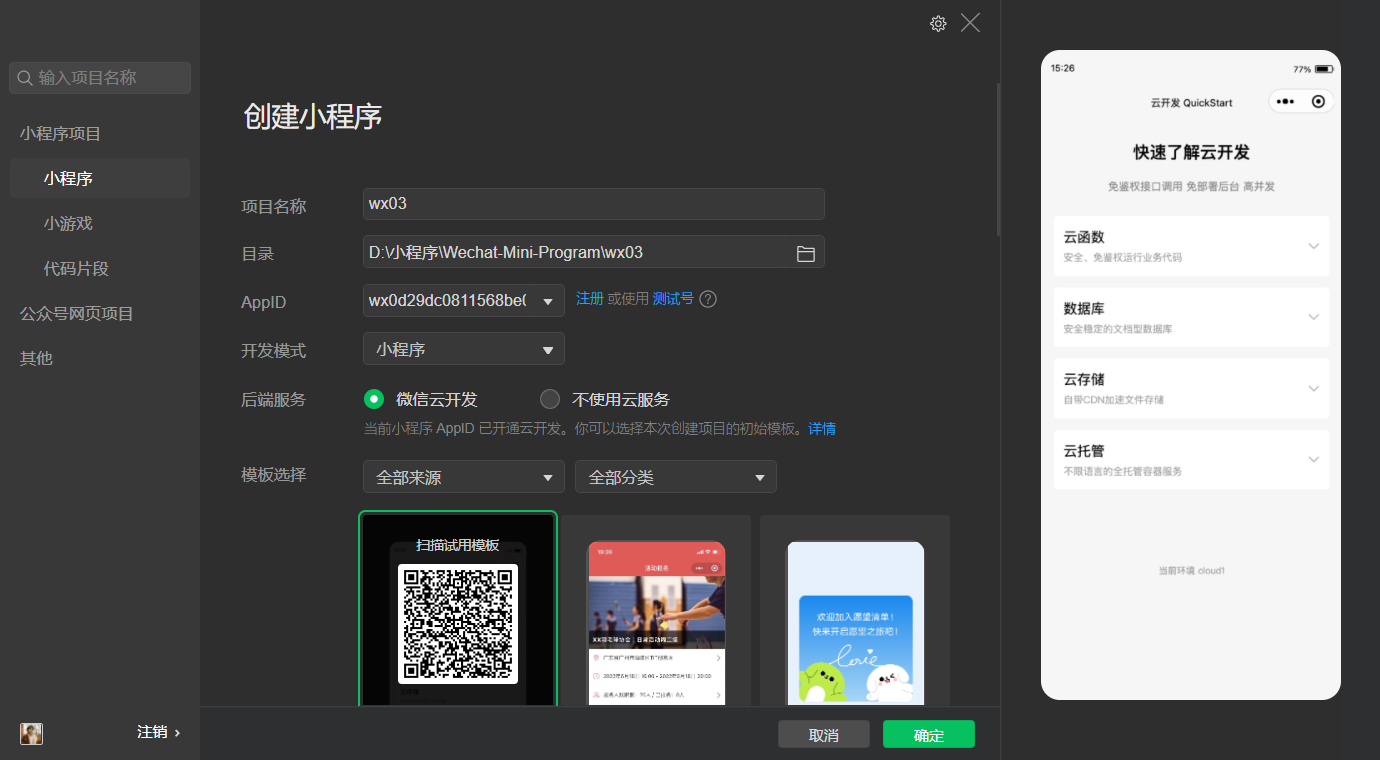 输入项目名称
小程序项目
小程序
小游戏
代码片段
公众号网页项目
其他
注销
创建小程序
项目名称
wx03
目录
D:\小程序\Wechat-Mini-Program\wx03
AppID
wx0d29dc0811568be0
注册 或使用 测试号
开发模式
小程序
后端服务
微信云开发
不使用云服务
当前小程序 AppID 已开通云开发。你可以选择本次创建项目的初始模板。详情
模板选择
全部来源
全部分类
扫描试用模板
活动报名
欢迎加入愿望清单！
快来开启愿望之旅吧！
取消
确定
15:26
77%
云开发 QuickStart
快速了解云开发
免鉴权接口调用 免部署后台 高并发
云函数
安全、免鉴权运行业务代码
数据库
安全稳定的文档型数据库
云存储
自带CDN加速文件存储
云托管
不限语言的全托管容器服务
当前环境 cloud1